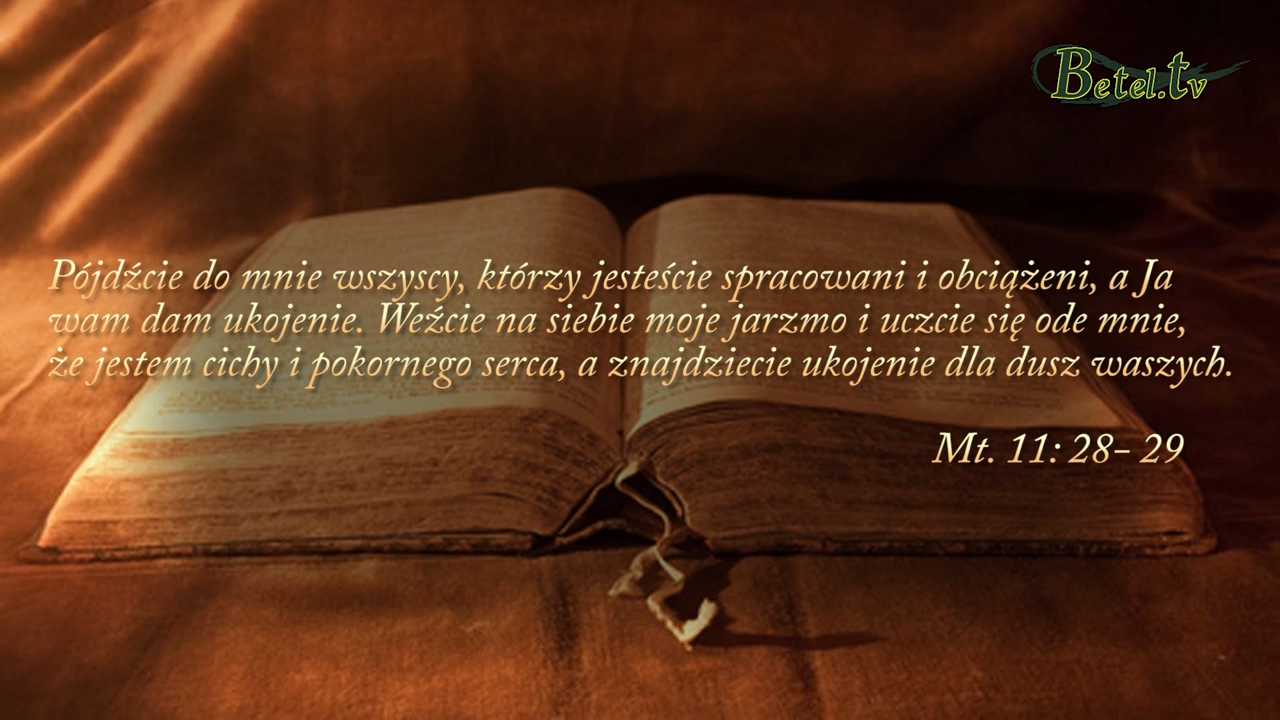 Betel.tv
Pójdźcie do mnie wszyscy, którzy jesteście spracowani i obciążeni, a Ja
wam dam ukojenie. Weźcie na siebie moje jarzmo i uczcie się ode mnie,
że jestem cichy i pokornego serca, a znajdziecie ukojenie dla dusz waszych.
Mt. 11: 28- 29